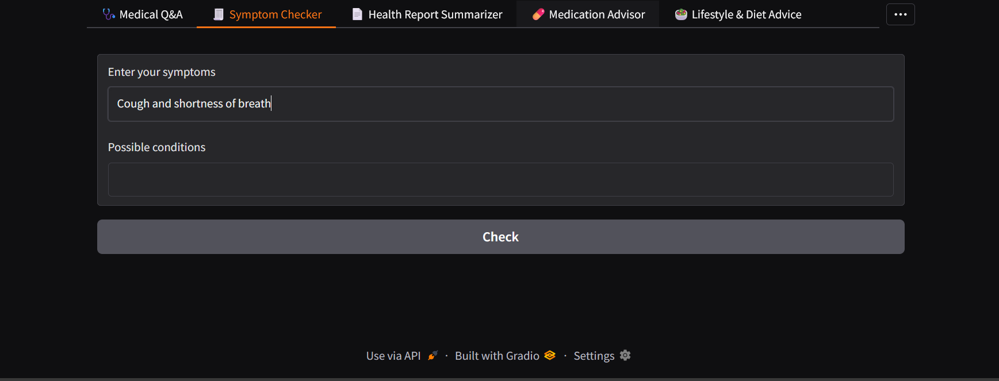 Medical Q&A Symptom Checker Health Report Summarizer Medication Advisor Lifestyle & Diet Advice
Enter your symptoms
Cough and shortness of breath
Possible conditions
Check
Use via API · Built with Gradio · Settings